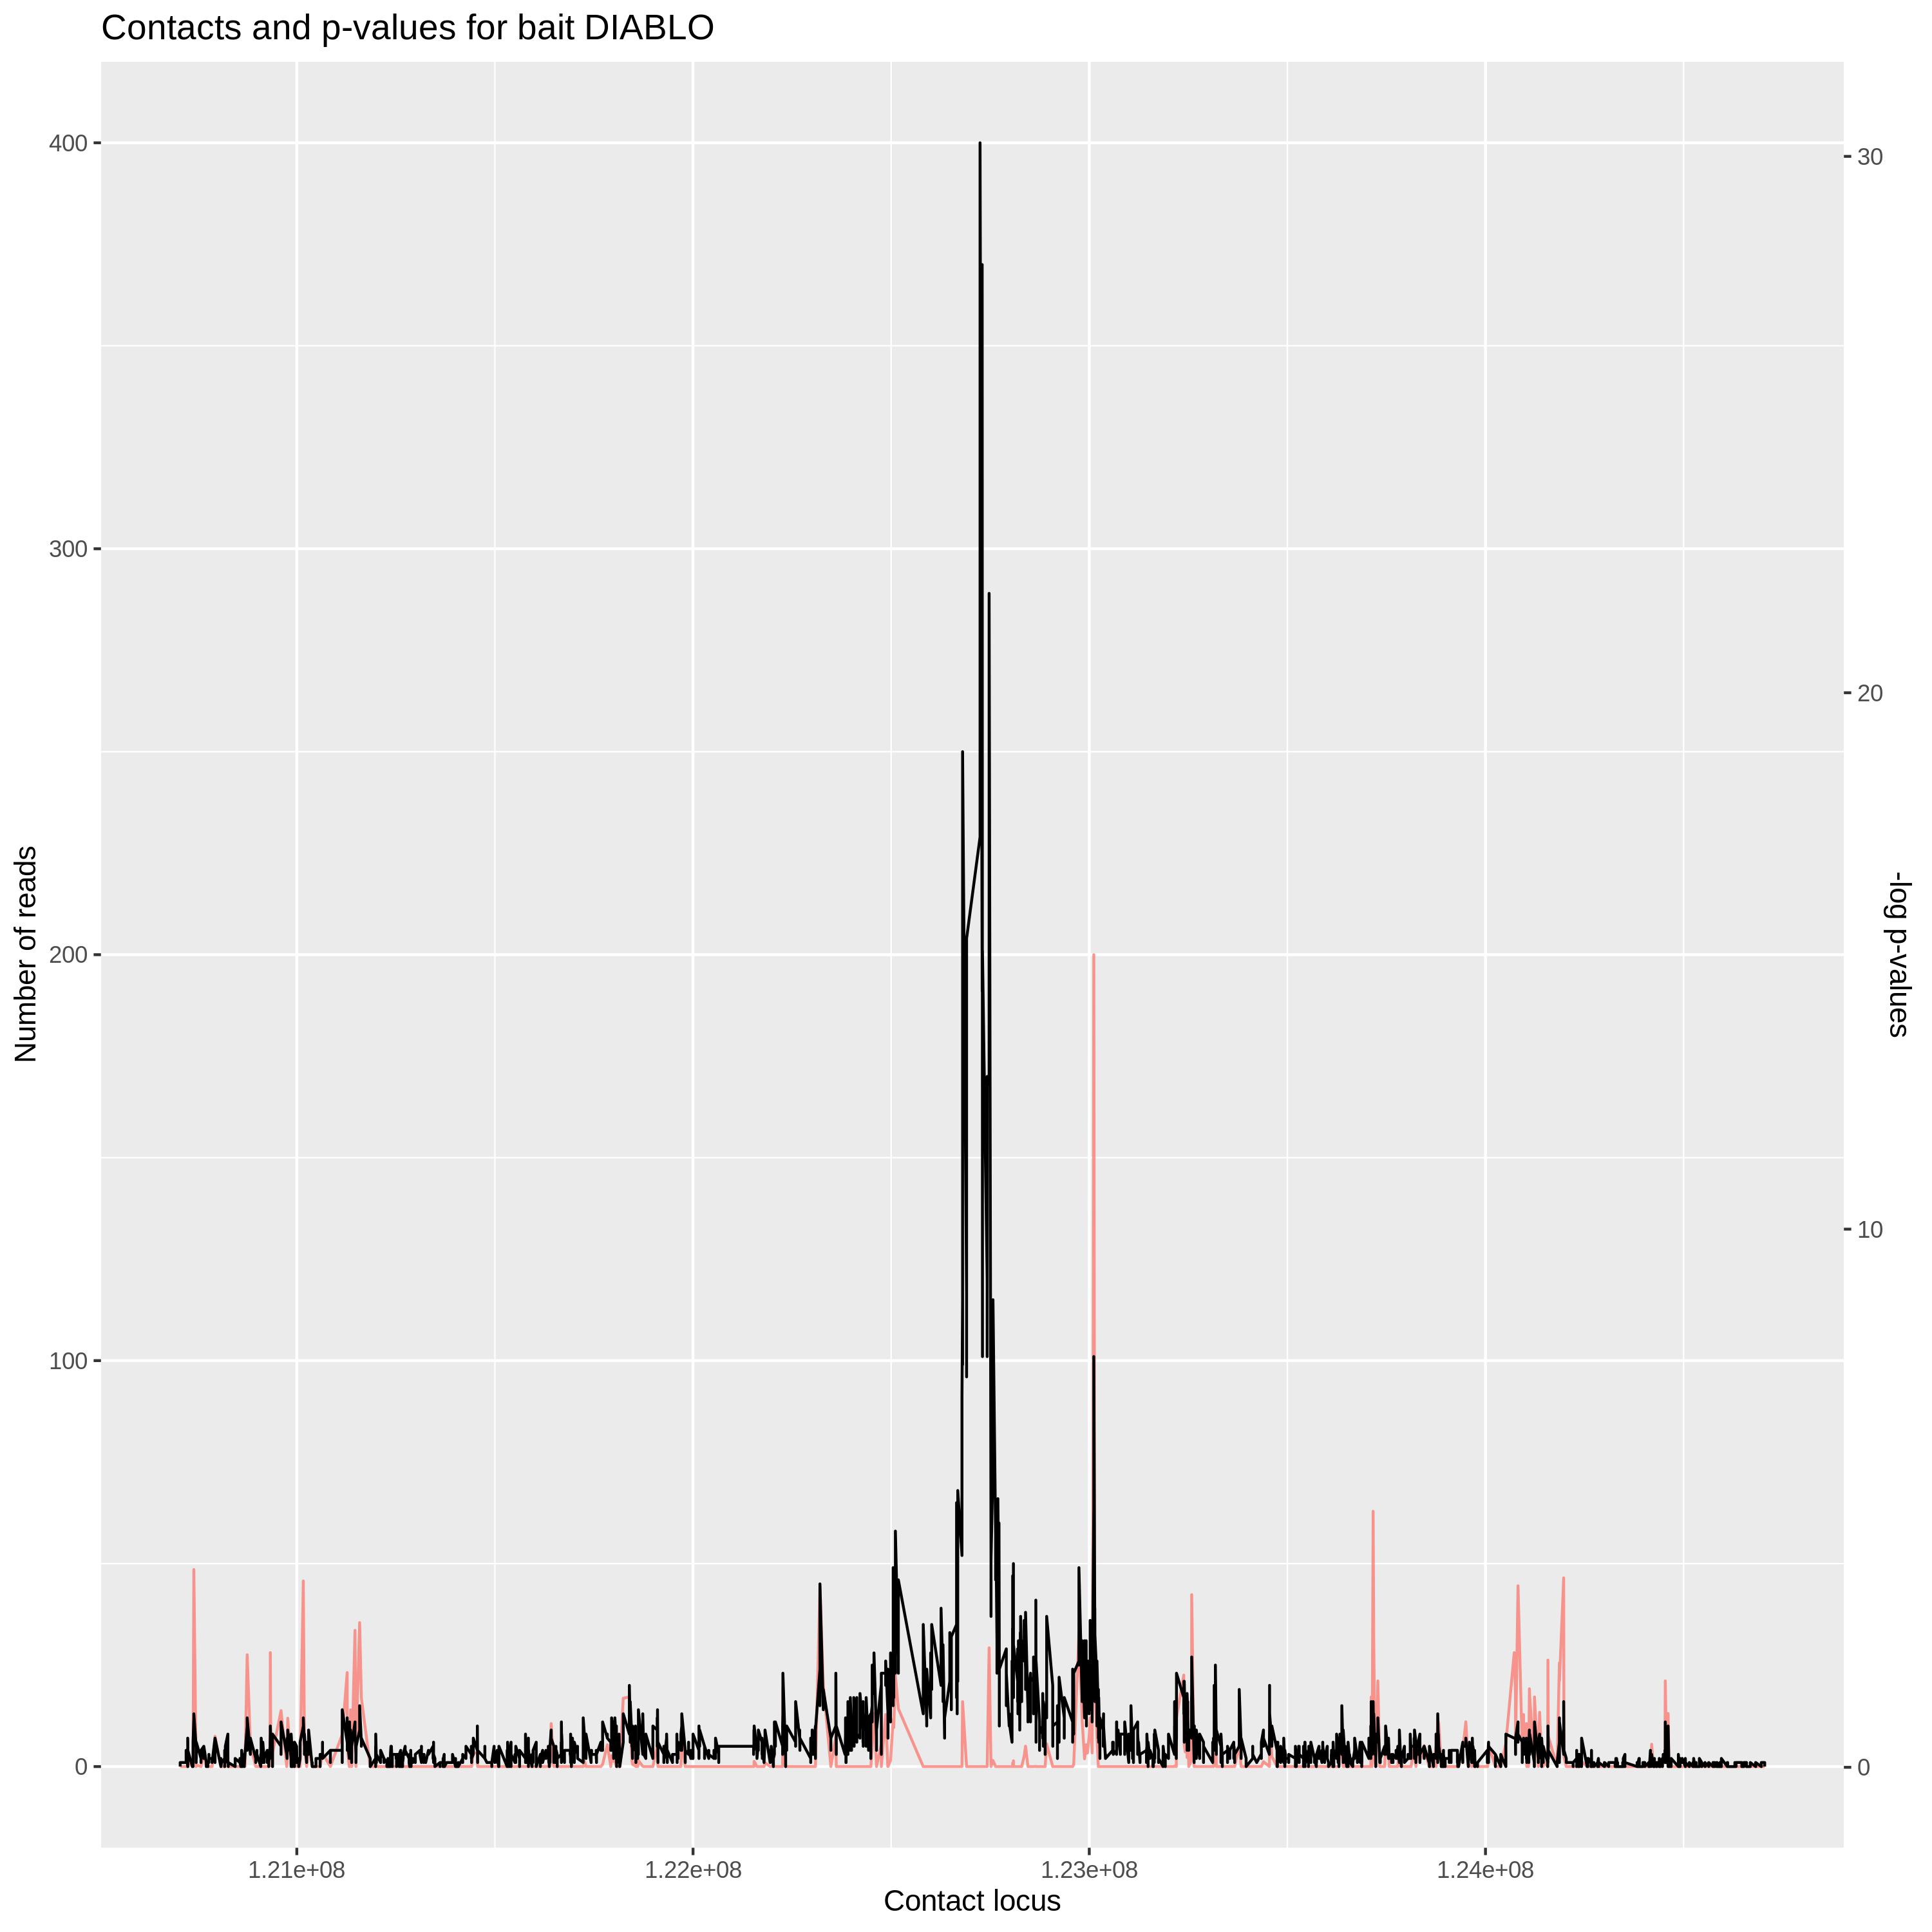 Contacts and p-values for bait DIABLO
400
300
200
100
0
Number of reads
30
20
10
0
-log p-values
1.21e+08
1.22e+08
1.23e+08
1.24e+08
Contact locus